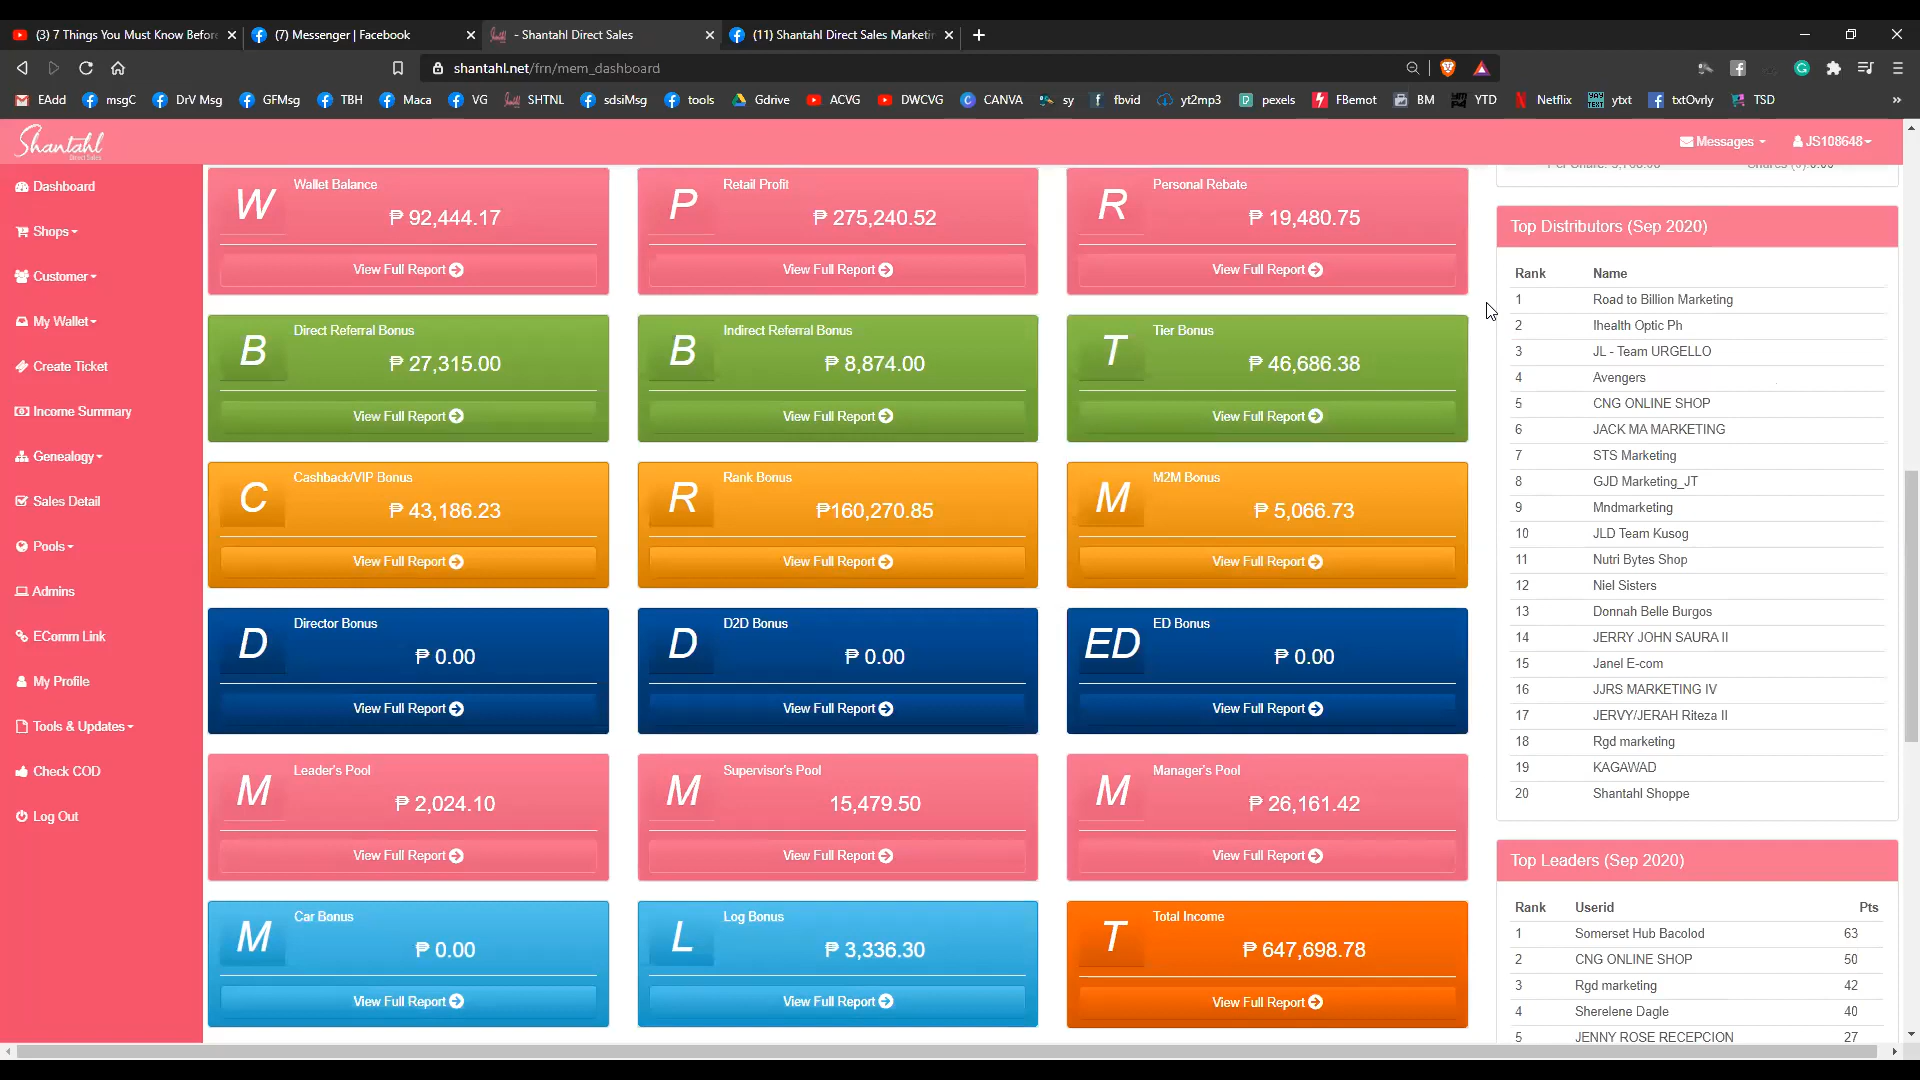 (3) 7 Things You Must Know Befor
(7) Messenger | Facebook
- Shantahl Direct Sales
(11) Shantahl Direct Sales Marketin
shantahl.net/frn/mem_dashboard
EAdd
msgC
DrV Msg
GFMsg
TBH
Maca
VG
SHTNL
sdsiMsg
tools
Gdrive
ACVG
DWCVG
CANVA
sy
fbvid
yt2mp3
pexels
FBemot
BM
YTD
Netflix
ytxt
txtOvrly
TSD
Shantahl
Direct Sales
Messages
JS108648
Dashboard
Shops
Customer
My Wallet
Create Ticket
Income Summary
Genealogy
Sales Detail
Pools
Admins
EComm Link
My Profile
Tools & Updates
Check COD
Log Out
W
Wallet Balance
₱ 92,444.17
View Full Report
P
Retail Profit
₱ 275,240.52
View Full Report
R
Personal Rebate
₱ 19,480.75
View Full Report
B
Direct Referral Bonus
₱ 27,315.00
View Full Report
B
Indirect Referral Bonus
₱ 8,874.00
View Full Report
T
Tier Bonus
₱ 46,686.38
View Full Report
C
Cashback/VIP Bonus
₱ 43,186.23
View Full Report
R
Rank Bonus
₱160,270.85
View Full Report
M
M2M Bonus
₱ 5,066.73
View Full Report
D
Director Bonus
₱ 0.00
View Full Report
D
D2D Bonus
₱ 0.00
View Full Report
ED
ED Bonus
₱ 0.00
View Full Report
M
Leader's Pool
₱ 2,024.10
View Full Report
M
Supervisor's Pool
15,479.50
View Full Report
M
Manager's Pool
₱ 26,161.42
View Full Report
M
Car Bonus
₱ 0.00
View Full Report
L
Log Bonus
₱ 3,336.30
View Full Report
T
Total Income
₱ 647,698.78
View Full Report
Top Distributors (Sep 2020)
Rank Name
1 Road to Billion Marketing
2 Ihealth Optic Ph
3 JL - Team URGELLO
4 Avengers
5 CNG ONLINE SHOP
6 JACK MA MARKETING
7 STS Marketing
8 GJD Marketing_JT
9 Mndmarketing
10 JLD Team Kusog
11 Nutri Bytes Shop
12 Niel Sisters
13 Donnah Belle Burgos
14 JERRY JOHN SAURA II
15 Janel E-com
16 JJRS MARKETING IV
17 JERVY/JERAH Riteza II
18 Rgd marketing
19 KAGAWAD
20 Shantahl Shoppe
Top Leaders (Sep 2020)
Rank Userid Pts
1 Somerset Hub Bacolod 63
2 CNG ONLINE SHOP 50
3 Rgd marketing 42
4 Sherelene Dagle 40
5 JENNY ROSE RECEPCION 27